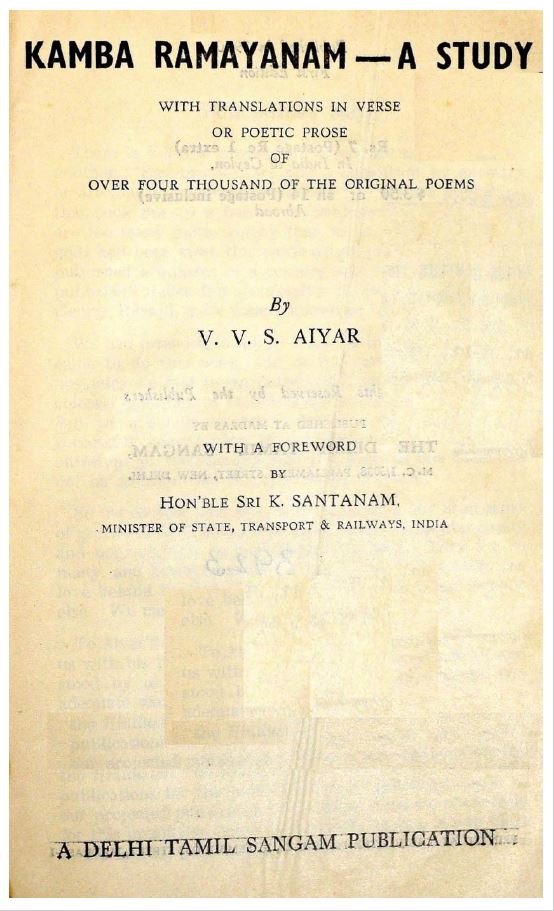 KAMBA RAMAYANAM — A STUDY
WITH TRANSLATIONS IN VERSE
OR POETIC PROSE
OF
OVER FOUR THOUSAND OF THE ORIGINAL POEMS
By
V. V. S. AIYAR
WITH A FOREWORD
BY
HON'BLE SRI K. SANTANAM,
MINISTER OF STATE, TRANSPORT & RAILWAYS, INDIA
A DELHI TAMIL SANGAM PUBLICATION